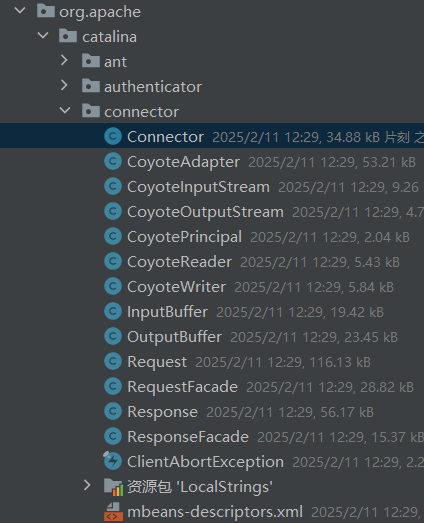 org.apache
catalina
ant
authenticator
connector
Connector 2025/2/11 12:29, 34.88 kB 片刻 之
CoyoteAdapter 2025/2/11 12:29, 53.21 kB
CoyoteInputStream 2025/2/11 12:29, 9.26
CoyoteOutputStream 2025/2/11 12:29, 4.7
CoyotePrincipal 2025/2/11 12:29, 2.04 kB
CoyoteReader 2025/2/11 12:29, 5.43 kB
CoyoteWriter 2025/2/11 12:29, 5.84 kB
InputBuffer 2025/2/11 12:29, 19.42 kB
OutputBuffer 2025/2/11 12:29, 23.45 kB
Request 2025/2/11 12:29, 116.13 kB
RequestFacade 2025/2/11 12:29, 28.82 kB
Response 2025/2/11 12:29, 56.17 kB
ResponseFacade 2025/2/11 12:29, 15.37 kB
ClientAbortException 2025/2/11 12:29, 2.2
资源包 'LocalStrings'
mbeans-descriptors.xml 2025/2/11 12:29